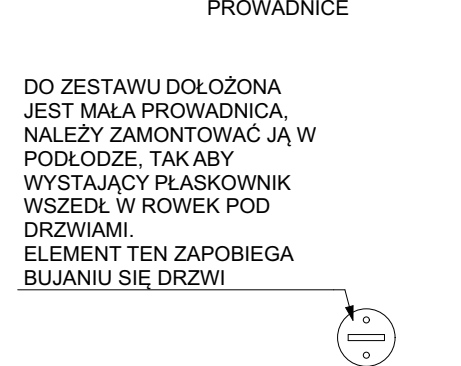 PROWADNICE
DO ZESTAWU DOŁOŻONA
JEST MAŁA PROWADNICA,
NALEŻY ZAMONTOWAĆ JĄ W
PODŁODZE, TAK ABY
WYSTAJĄCY PŁASKOWNIK
WSZEDŁ W ROWEK POD
DRZWIAMI.
ELEMENT TEN ZAPOBIEGA
BUJANIU SIĘ DRZWI